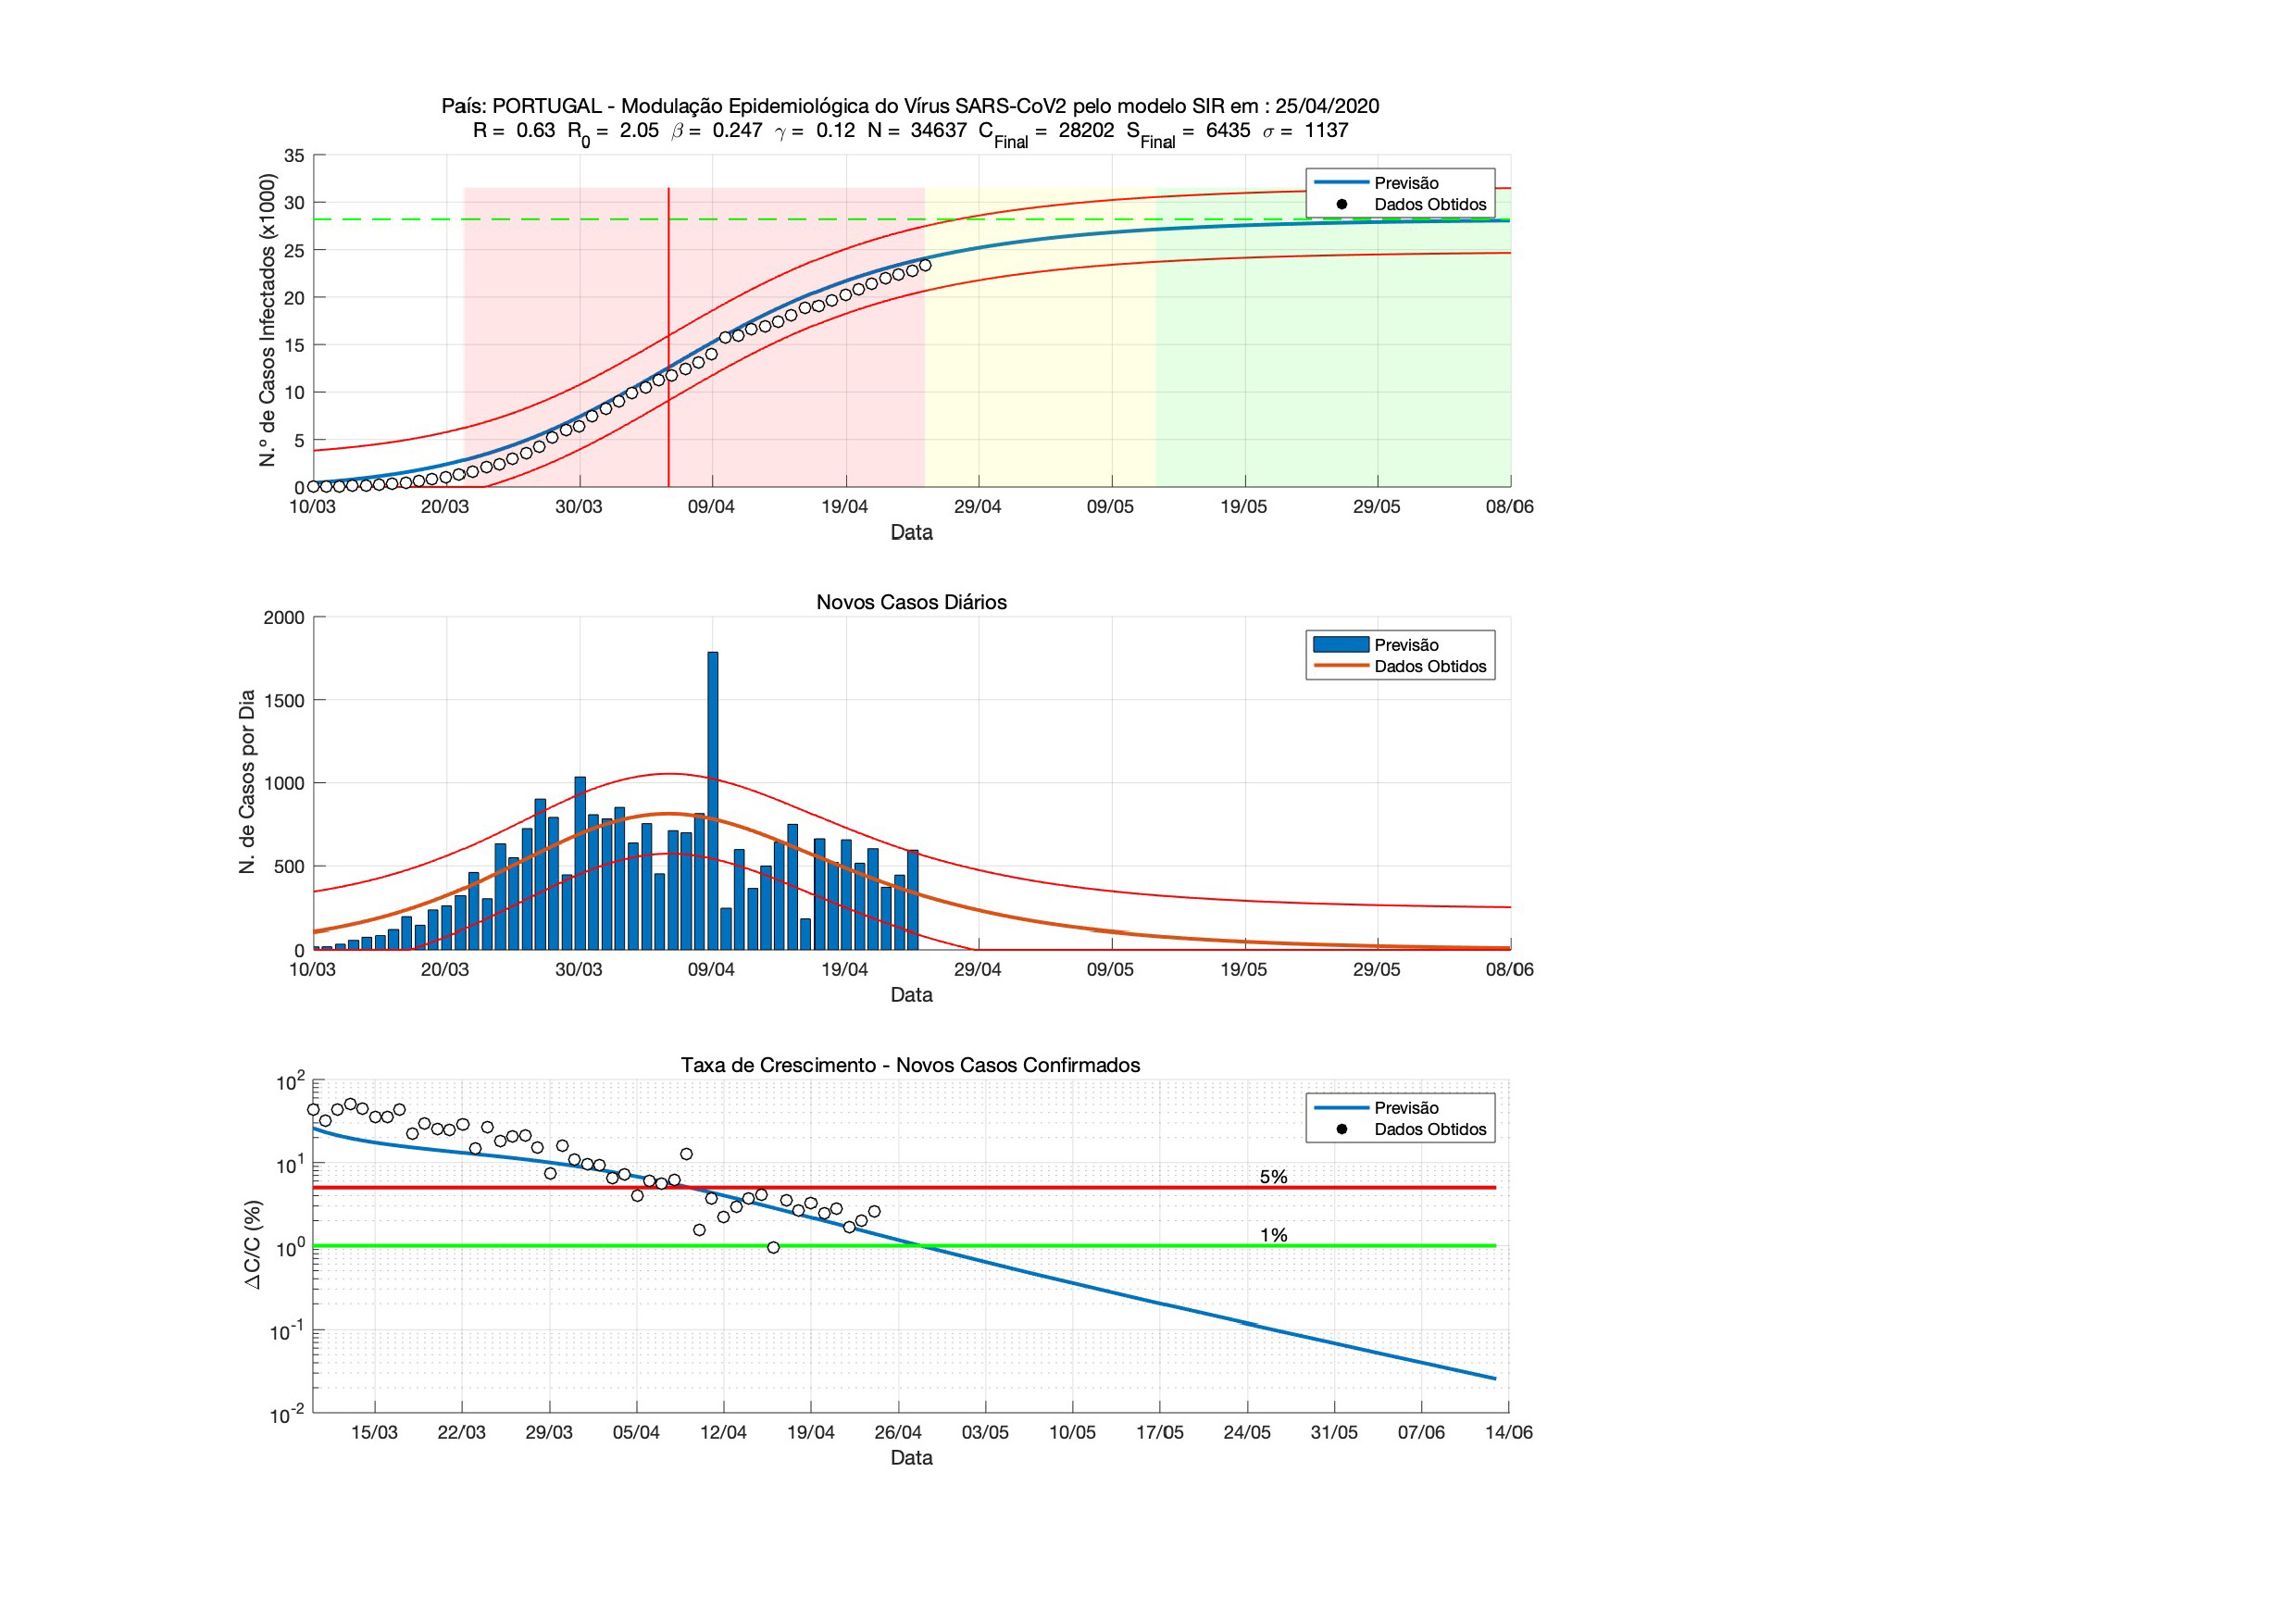 País: PORTUGAL - Modulação Epidemiológica do Vírus SARS-CoV2 pelo modelo SIR em : 25/04/2020
R = 0.63 R0 = 2.05 β = 0.247 γ = 0.12 N = 34637 CFinal = 28202 SFinal = 6435 σ = 1137
N.º de Casos Infectados (x1000)
35
30
25
20
15
10
5
0
Previsão
Dados Obtidos
10/03 20/03 30/03 09/04 19/04 29/04 09/05 19/05 29/05 08/06
Data
Novos Casos Diários
N. de Casos por Dia
2000
1500
1000
500
0
Previsão
Dados Obtidos
10/03 20/03 30/03 09/04 19/04 29/04 09/05 19/05 29/05 08/06
Data
Taxa de Crescimento - Novos Casos Confirmados
ΔC/C (%)
10^2
10^1
10^0
10^-1
10^-2
Previsão
Dados Obtidos
5%
1%
15/03 22/03 29/03 05/04 12/04 19/04 26/04 03/05 10/05 17/05 24/05 31/05 07/06 14/06
Data